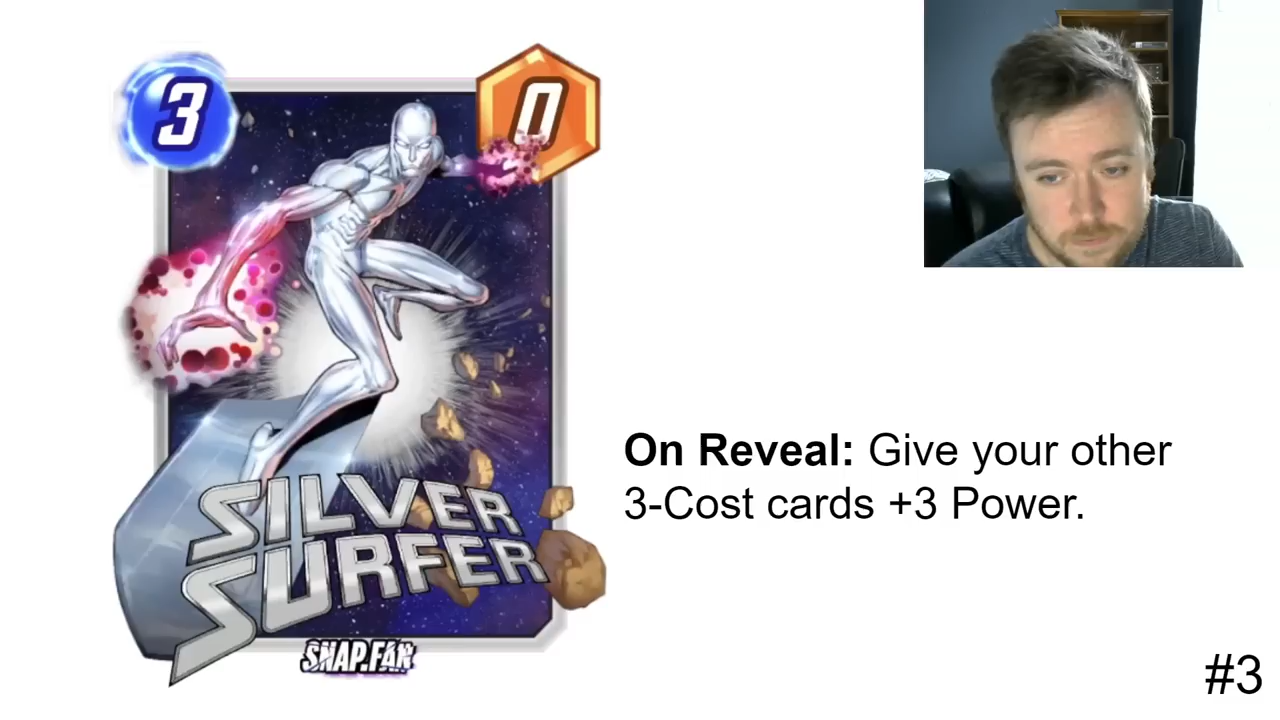 3
0
SILVER
SURFER
SNAP.FAN
On Reveal: Give your other
3-Cost cards +3 Power.
#3